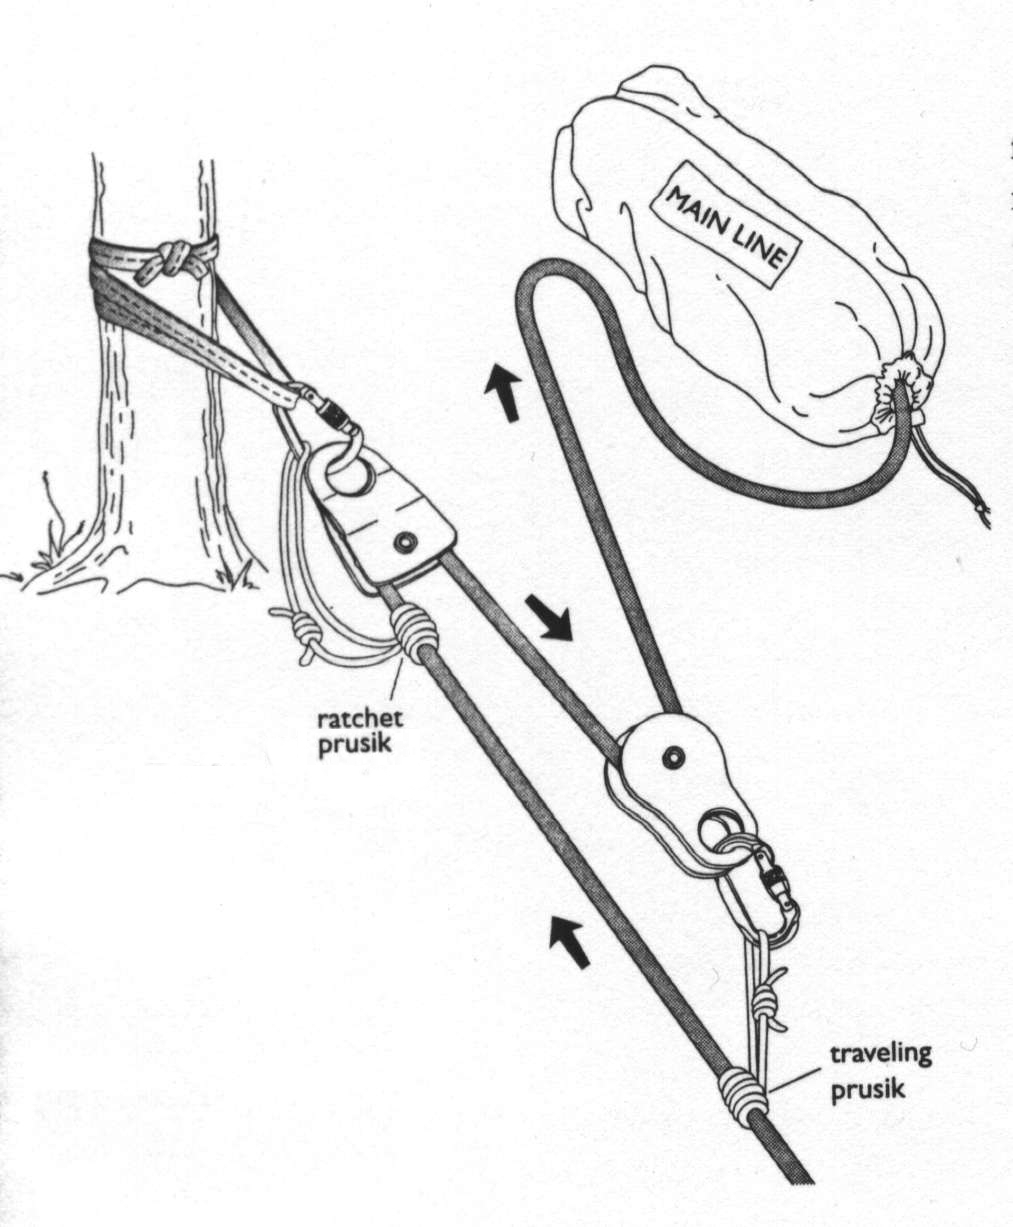 MAIN LINE
ratchet
prusik
traveling
prusik